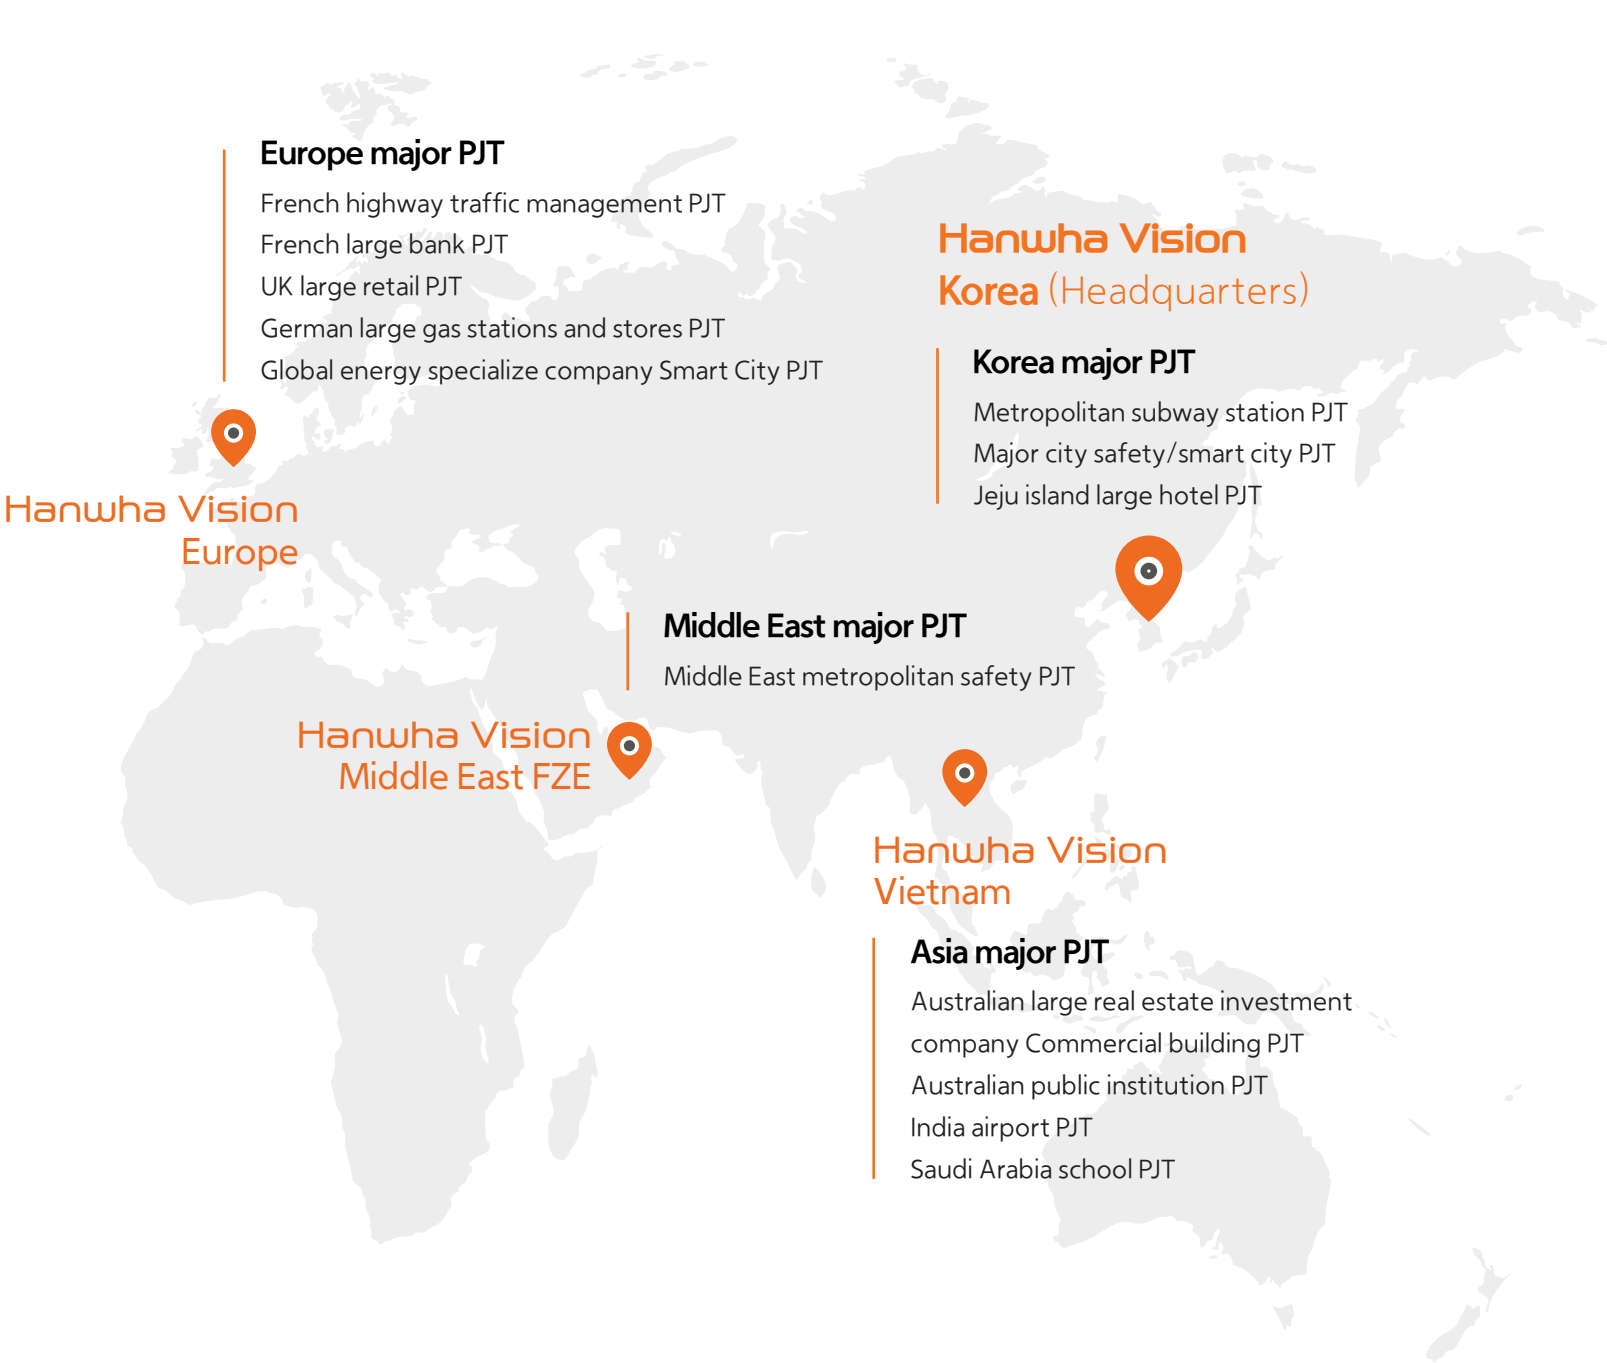 Europe major PJT
French highway traffic management PJT
French large bank PJT
UK large retail PJT
German large gas stations and stores PJT
Global energy specialize company Smart City PJT
Hanwha Vision
Europe
Hanwha Vision
Korea (Headquarters)
Korea major PJT
Metropolitan subway station PJT
Major city safety/smart city PJT
Jeju island large hotel PJT
Middle East major PJT
Middle East metropolitan safety PJT
Hanwha Vision
Middle East FZE
Hanwha Vision
Vietnam
Asia major PJT
Australian large real estate investment
company Commercial building PJT
Australian public institution PJT
India airport PJT
Saudi Arabia school PJT